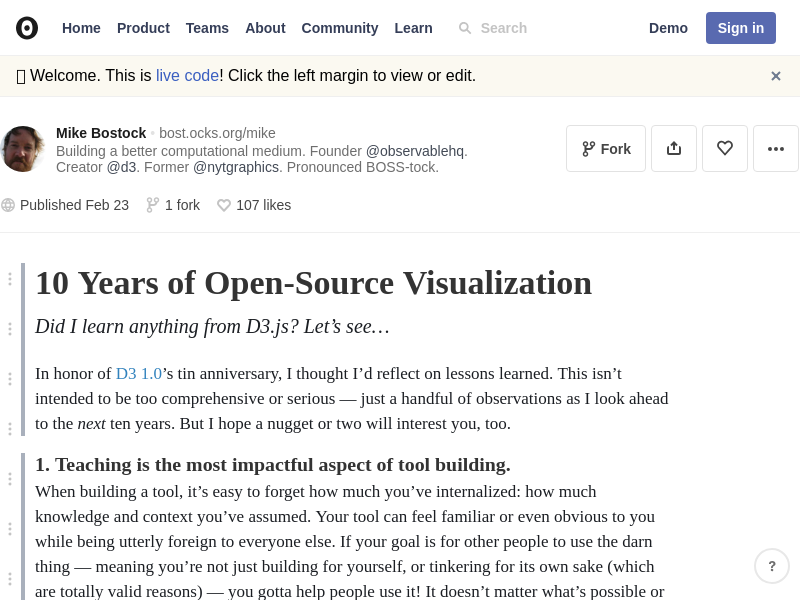 Home Product Teams About Community Learn Search Demo Sign in
Welcome. This is live code! Click the left margin to view or edit.
Mike Bostock bost.ocks.org/mike
Building a better computational medium. Founder @observablehq.
Creator @d3. Former @nytgraphics. Pronounced BOSS-tock.
Fork
Published Feb 23 1 fork 107 likes
10 Years of Open-Source Visualization
Did I learn anything from D3.js? Let’s see…
In honor of D3 1.0’s tin anniversary, I thought I’d reflect on lessons learned. This isn’t
intended to be too comprehensive or serious — just a handful of observations as I look ahead
to the next ten years. But I hope a nugget or two will interest you, too.
1. Teaching is the most impactful aspect of tool building.
When building a tool, it’s easy to forget how much you’ve internalized: how much
knowledge and context you’ve assumed. Your tool can feel familiar or even obvious to you
while being utterly foreign to everyone else. If your goal is for other people to use the darn
thing — meaning you’re not just building for yourself, or tinkering for its own sake (which
are totally valid reasons) — you gotta help people use it! It doesn’t matter what’s possible or
?